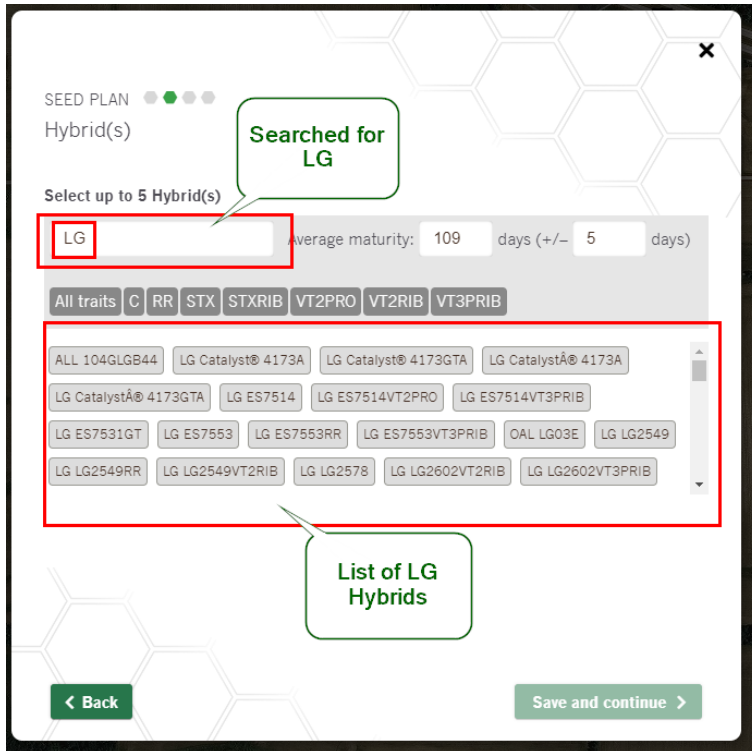 SEED PLAN
Hybrid(s)
Searched for
LG
Select up to 5 Hybrid(s)
LG Average maturity: 109 days (+/– 5 days)
All traits C RR STX STXRIB VT2PRO VT2RIB VT3PRIB
ALL 104GLGB44 LG Catalyst® 4173A LG Catalyst® 4173GTA LG CatalystÂ® 4173A
LG CatalystÂ® 4173GTA LG ES7514 LG ES7514VT2PRO LG ES7514VT3PRIB
LG ES7531GT LG ES7553 LG ES7553RR LG ES7553VT3PRIB OAL LG03E LG LG2549
LG LG2549RR LG LG2549VT2RIB LG LG2578 LG LG2602VT2RIB LG LG2602VT3PRIB
List of LG
Hybrids
Back Save and continue